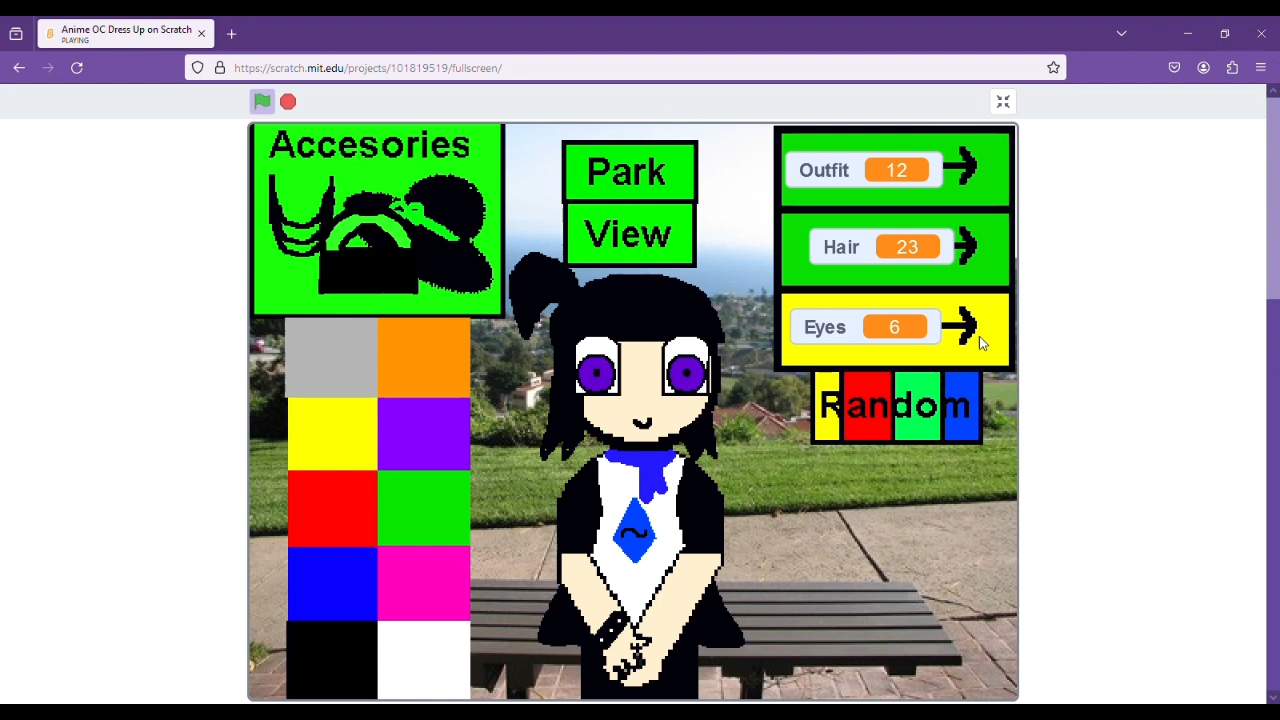 Anime OC Dress Up on Scratch
PLAYING
https://scratch.mit.edu/projects/101819519/fullscreen/
Accesories
Park
View
Outfit 12
Hair 23
Eyes 6
Random